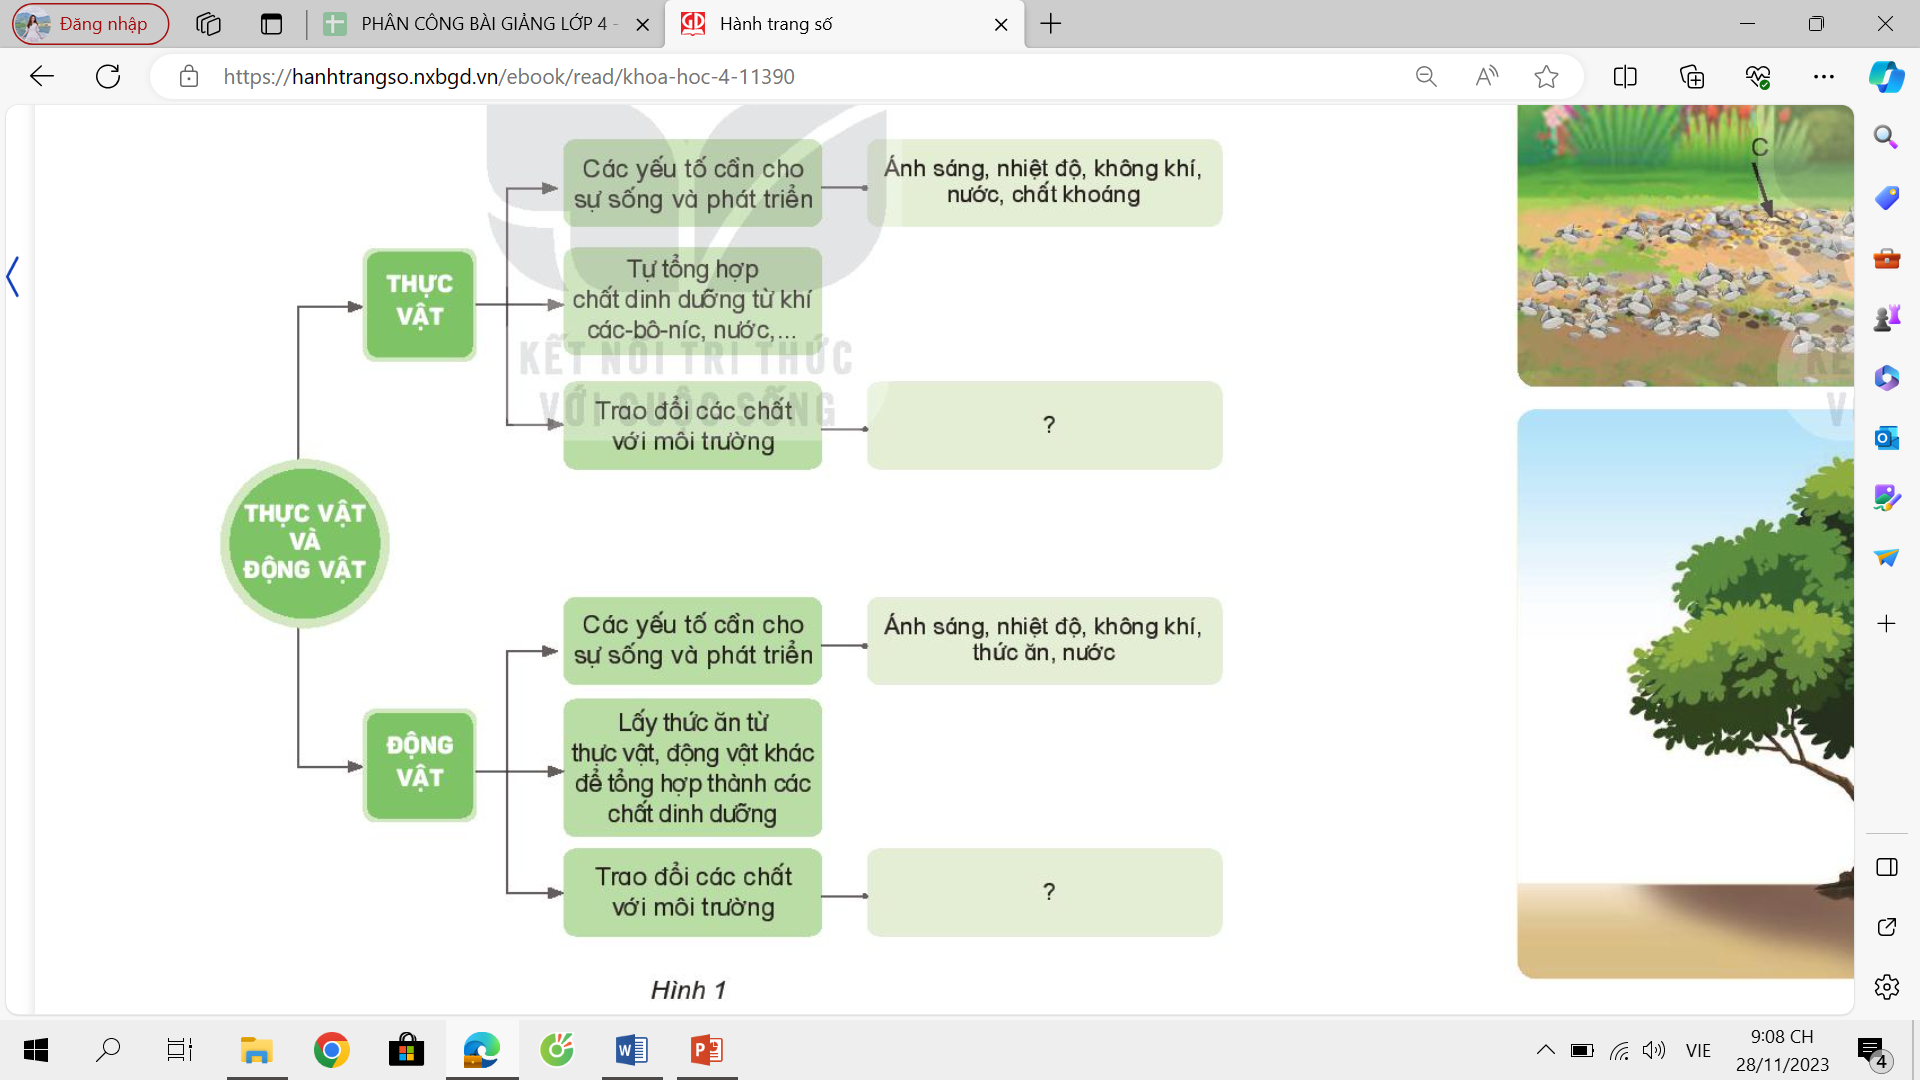 Đăng nhập
PHÂN CÔNG BÀI GIẢNG LỚP 4 -
GD
Hành trang số
https://hanhtrangso.nxbgd.vn/ebook/read/khoa-hoc-4-11390
Các yếu tố cần cho
sự sống và phát triển
Ánh sáng, nhiệt độ, không khí,
nước, chất khoáng
THỰC
VẬT
Tự tổng hợp
chất dinh dưỡng từ khí
các-bô-níc, nước,...
KẾT NỐI TRI THỨC
VỚI CUỘC SỐNG
Trao đổi các chất
với môi trường
?
THỰC VẬT
VÀ
ĐỘNG VẬT
Các yếu tố cần cho
sự sống và phát triển
Ánh sáng, nhiệt độ, không khí,
thức ăn, nước
ĐỘNG
VẬT
Lấy thức ăn từ
thực vật, động vật khác
để tổng hợp thành các
chất dinh dưỡng
Trao đổi các chất
với môi trường
?
Hình 1
C
KẾ
V
VIE
9:08 CH
28/11/2023
4